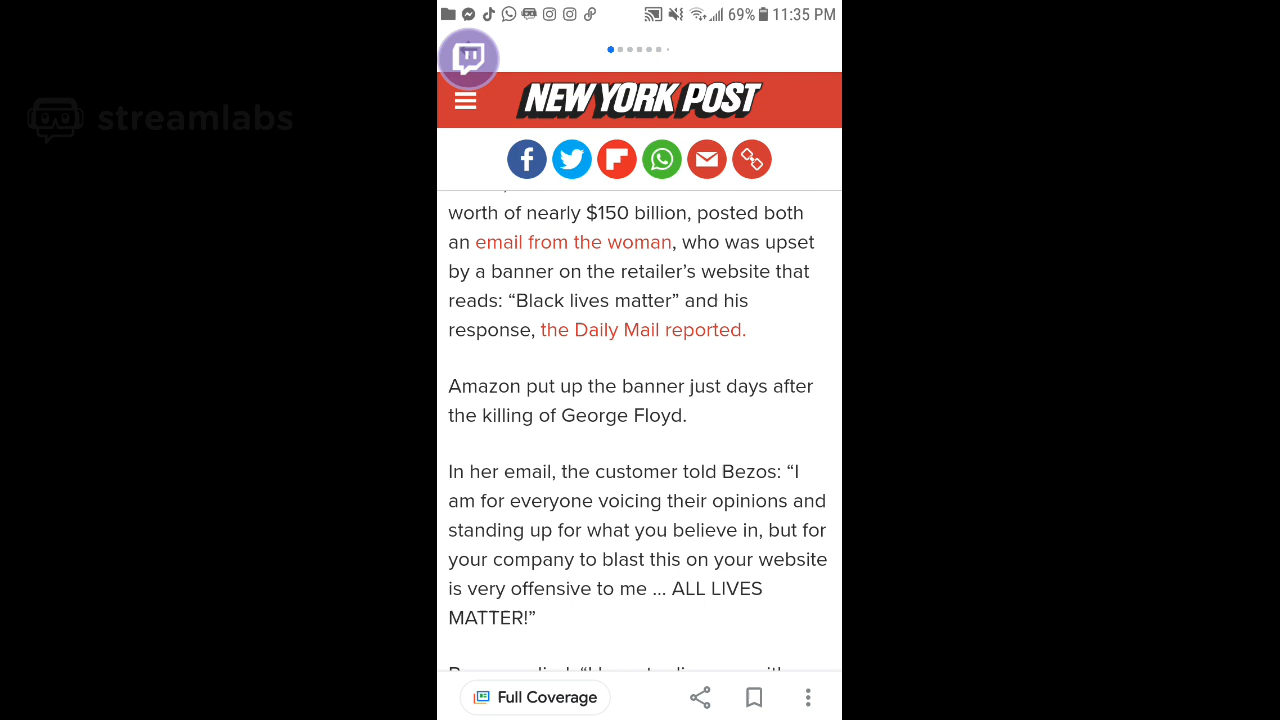 69% 11:35 PM
streamlabs
NEW YORK POST
worth of nearly $150 billion, posted both
an email from the woman, who was upset
by a banner on the retailer’s website that
reads: “Black lives matter” and his
response, the Daily Mail reported.
Amazon put up the banner just days after
the killing of George Floyd.
In her email, the customer told Bezos: “I
am for everyone voicing their opinions and
standing up for what you believe in, but for
your company to blast this on your website
is very offensive to me ... ALL LIVES
MATTER!”
Full Coverage